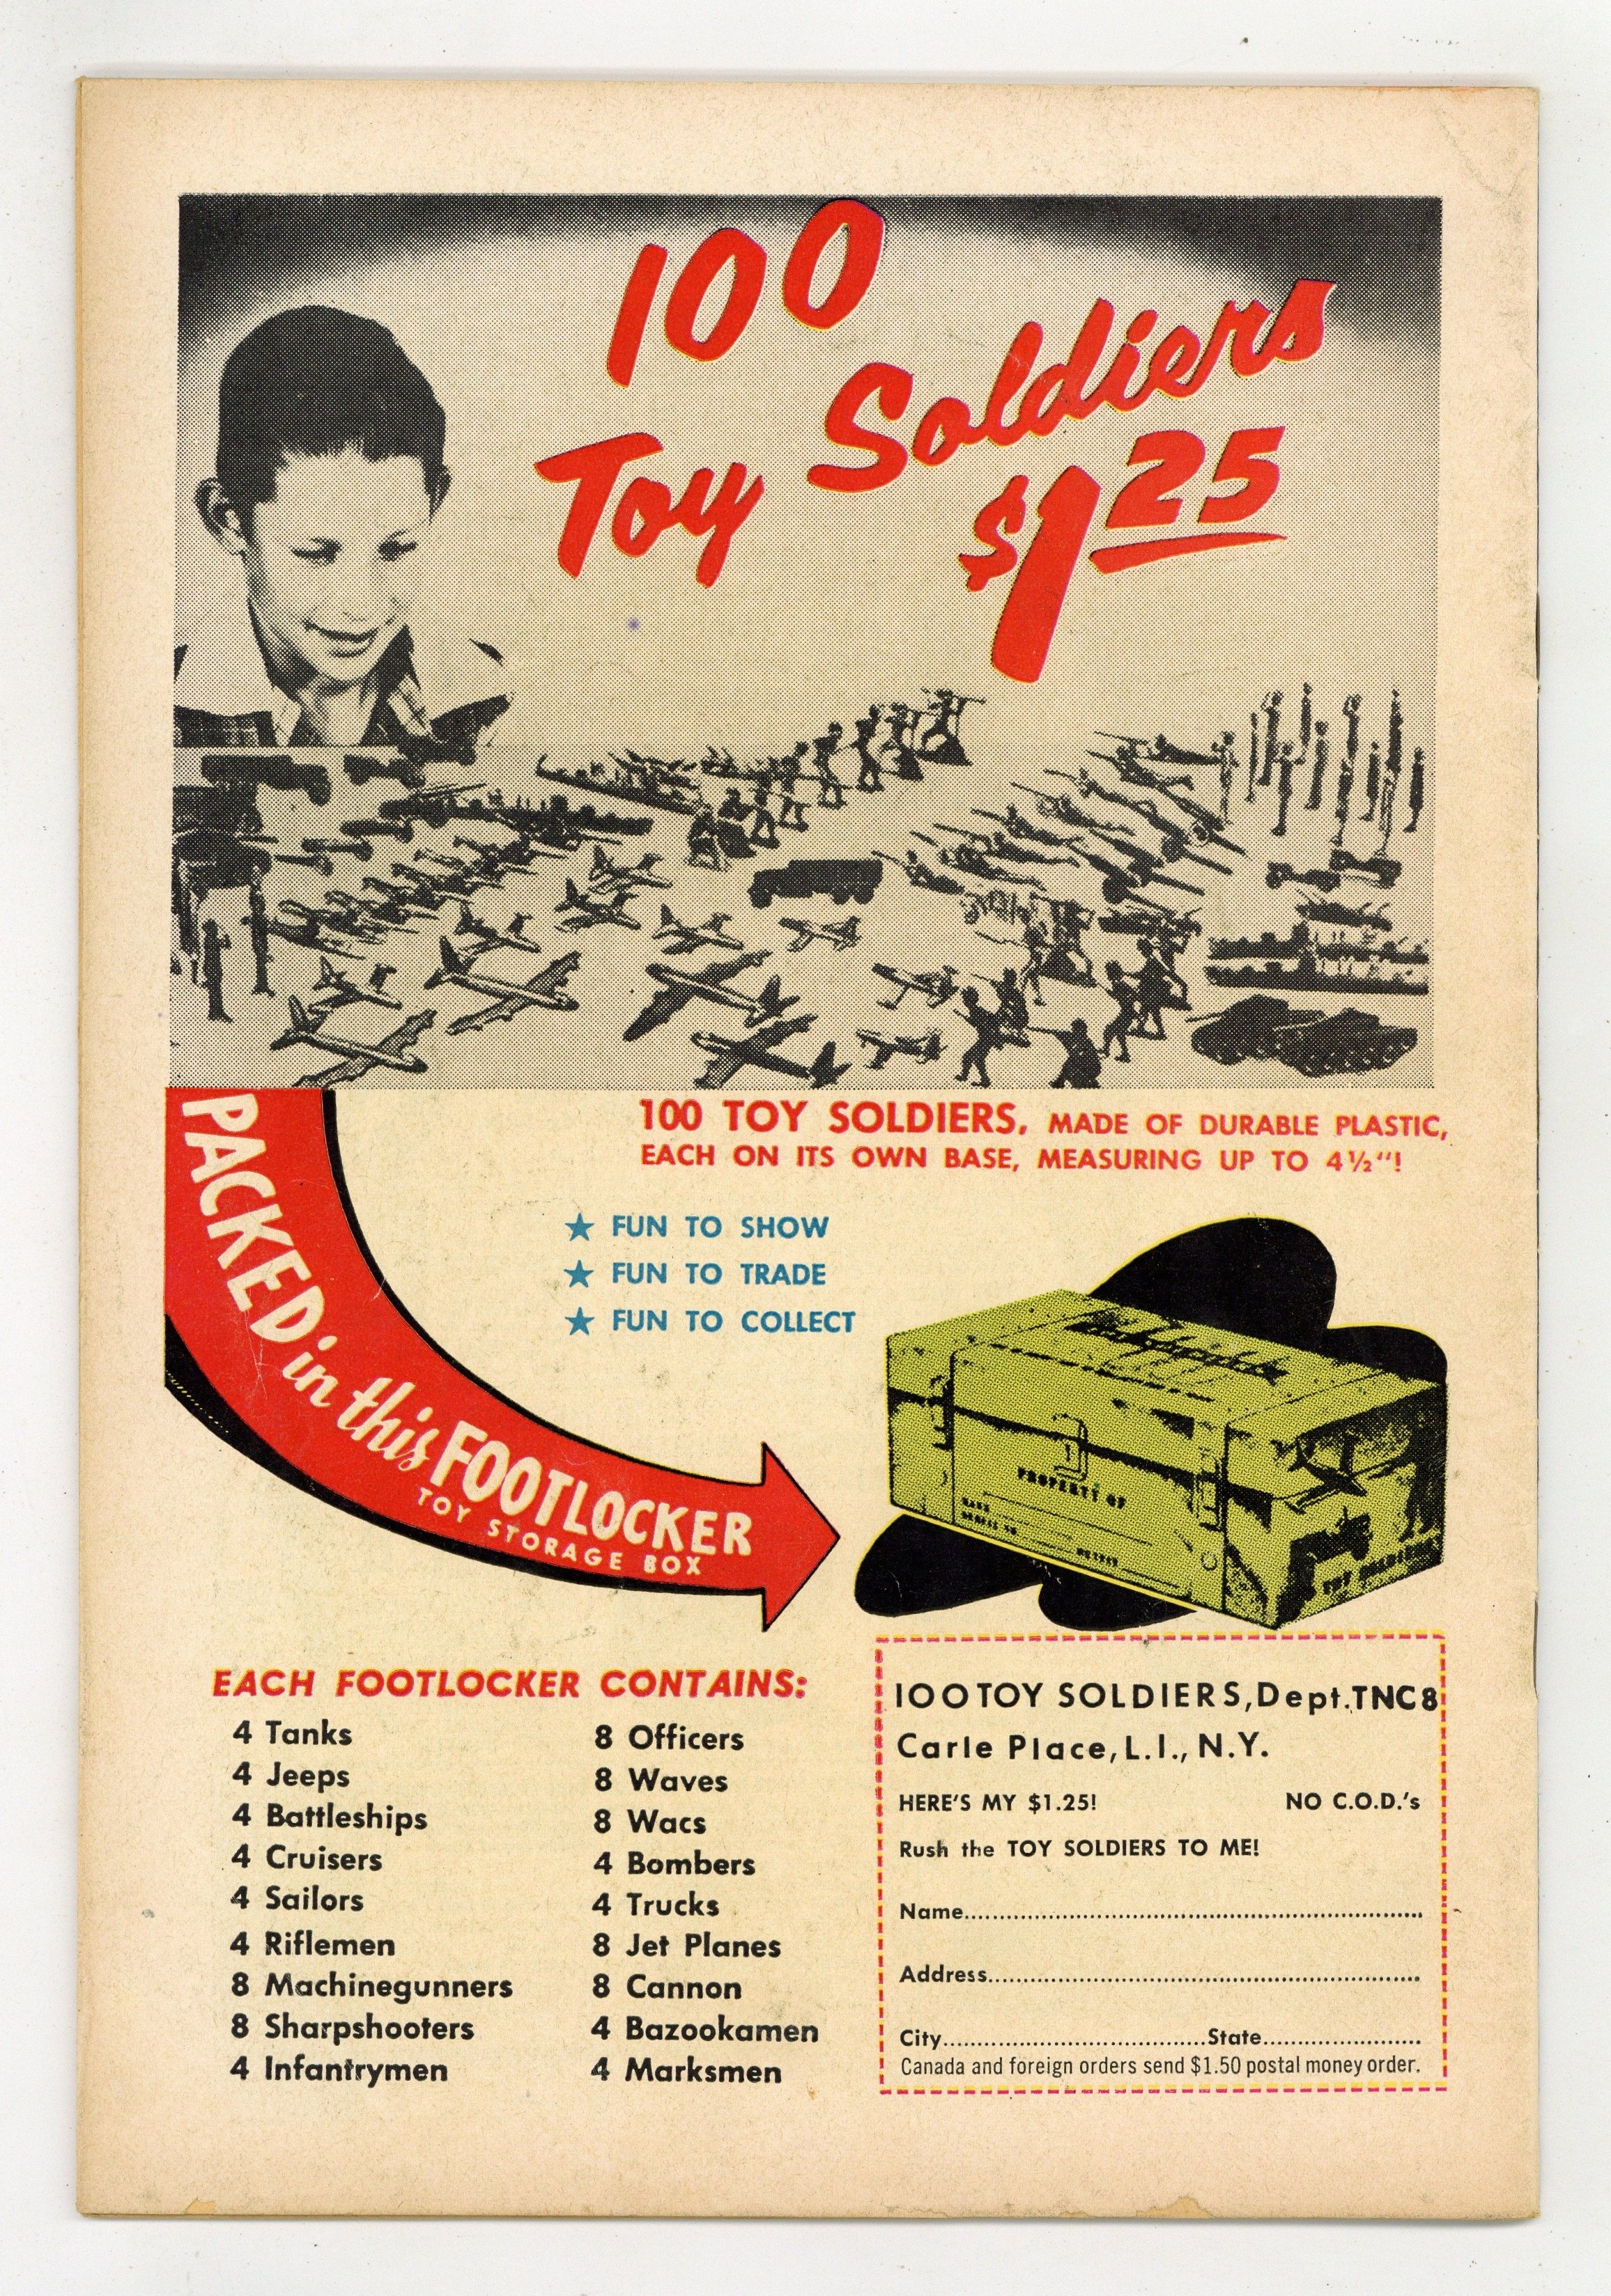 100
Toy Soldiers
$1.25
100 TOY SOLDIERS, MADE OF DURABLE PLASTIC,
EACH ON ITS OWN BASE, MEASURING UP TO 4½"!
PACKED in this FOOTLOCKER
TOY STORAGE BOX
★ FUN TO SHOW
★ FUN TO TRADE
★ FUN TO COLLECT
PROPERTY OF
TOY SOLDIERS
EACH FOOTLOCKER CONTAINS:
4 Tanks
4 Jeeps
4 Battleships
4 Cruisers
4 Sailors
4 Riflemen
8 Machinegunners
8 Sharpshooters
4 Infantrymen
8 Officers
8 Waves
8 Wacs
4 Bombers
4 Trucks
8 Jet Planes
8 Cannon
4 Bazookamen
4 Marksmen
100 TOY SOLDIERS, Dept. TNC8
Carle Place, L.I., N.Y.
HERE'S MY $1.25! NO C.O.D.'s
Rush the TOY SOLDIERS TO ME!
Name
Address
City State
Canada and foreign orders send $1.50 postal money order.